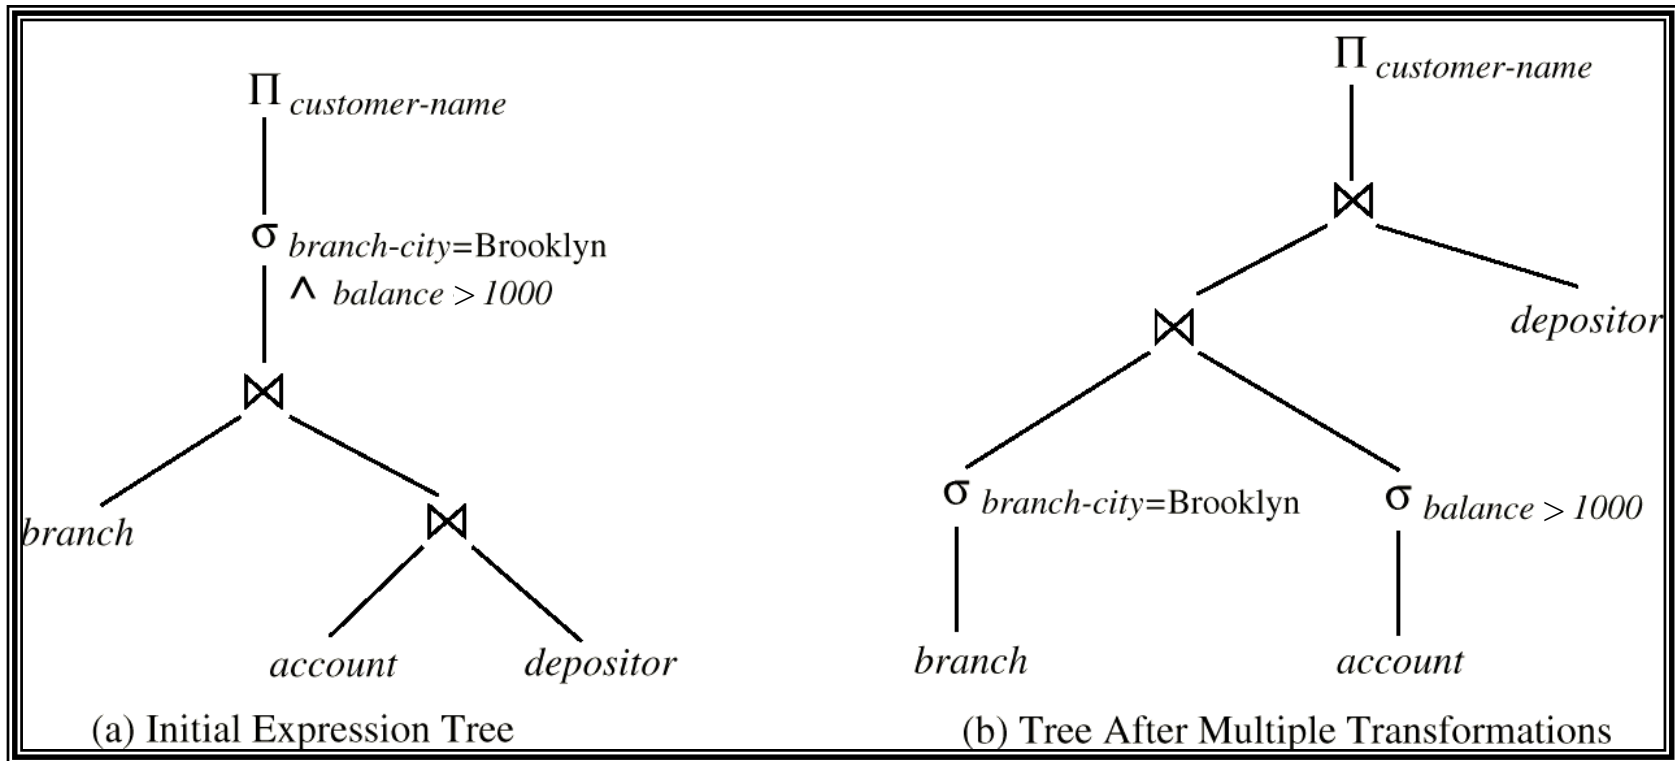 Π customer-name
σ branch-city=Brooklyn
∧ balance > 1000
⋈
branch
⋈
account depositor
(a) Initial Expression Tree
Π customer-name
⋈
depositor
⋈
σ branch-city=Brooklyn σ balance > 1000
branch account
(b) Tree After Multiple Transformations